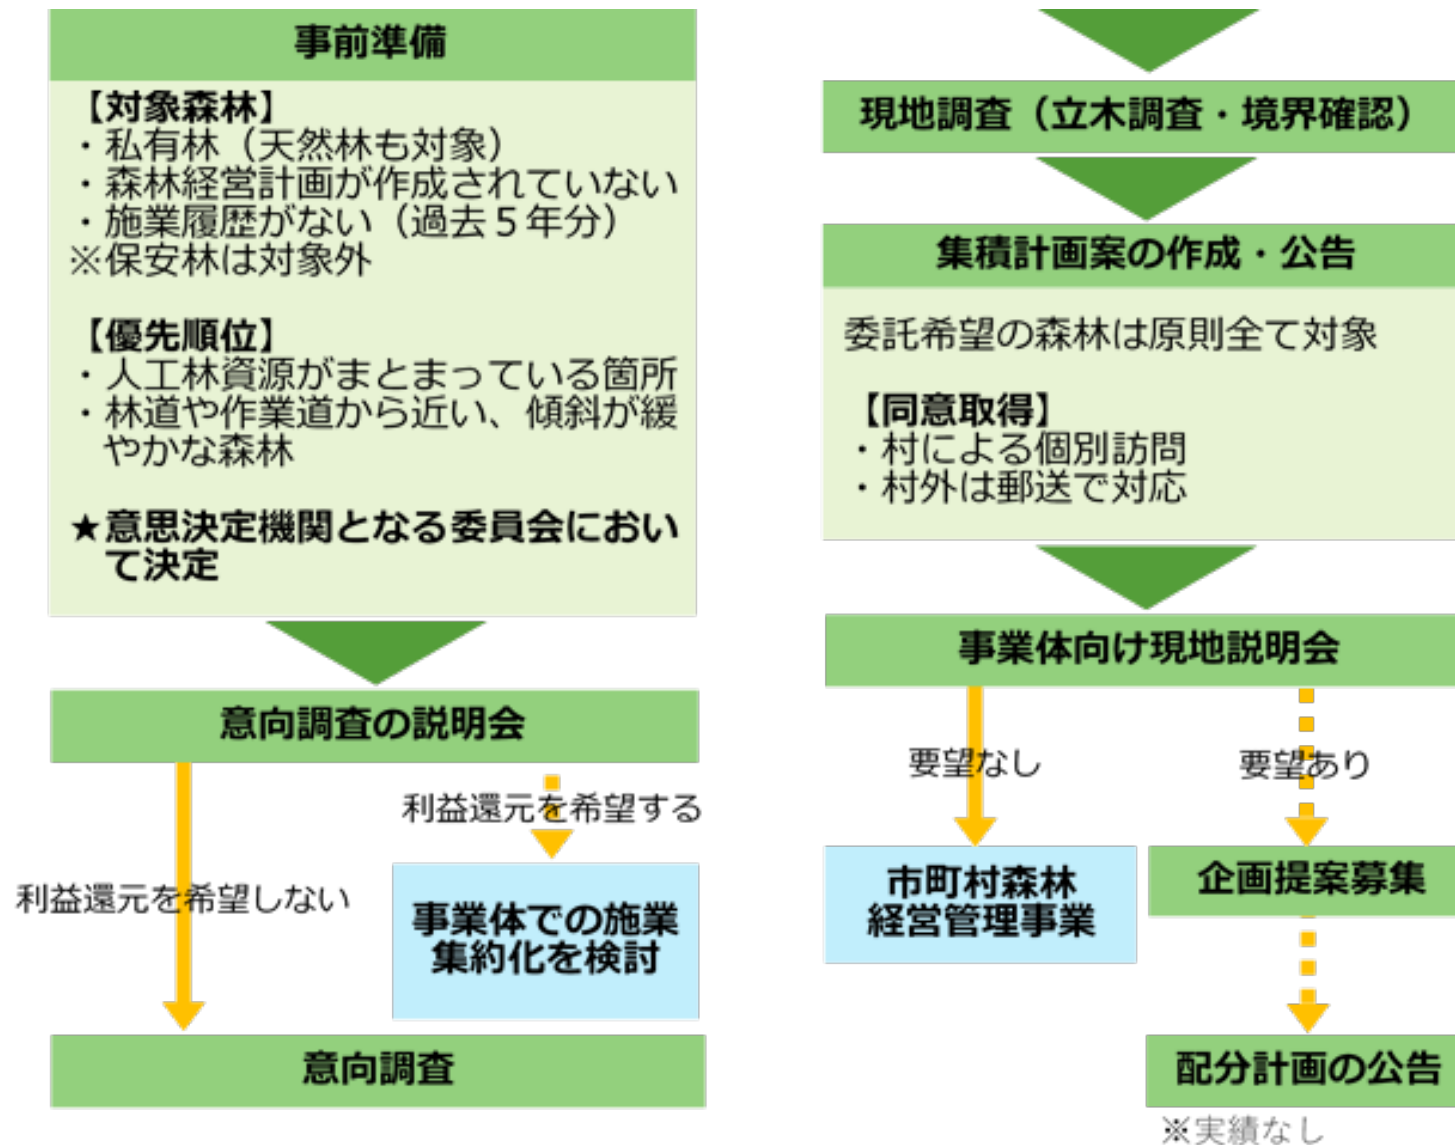 事前準備
【対象森林】
・私有林（天然林も対象）
・森林経営計画が作成されていない
・施業履歴がない（過去５年分）
※保安林は対象外
【優先順位】
・人工林資源がまとまっている箇所
・林道や作業道から近い、傾斜が緩
やかな森林
★意思決定機関となる委員会におい
て決定
意向調査の説明会
利益還元を希望する
利益還元を希望しない
事業体での施業
集約化を検討
意向調査
現地調査（立木調査・境界確認）
集積計画案の作成・公告
委託希望の森林は原則全て対象
【同意取得】
・村による個別訪問
・村外は郵送で対応
事業体向け現地説明会
要望なし
要望あり
市町村森林
経営管理事業
企画提案募集
配分計画の公告
※実績なし